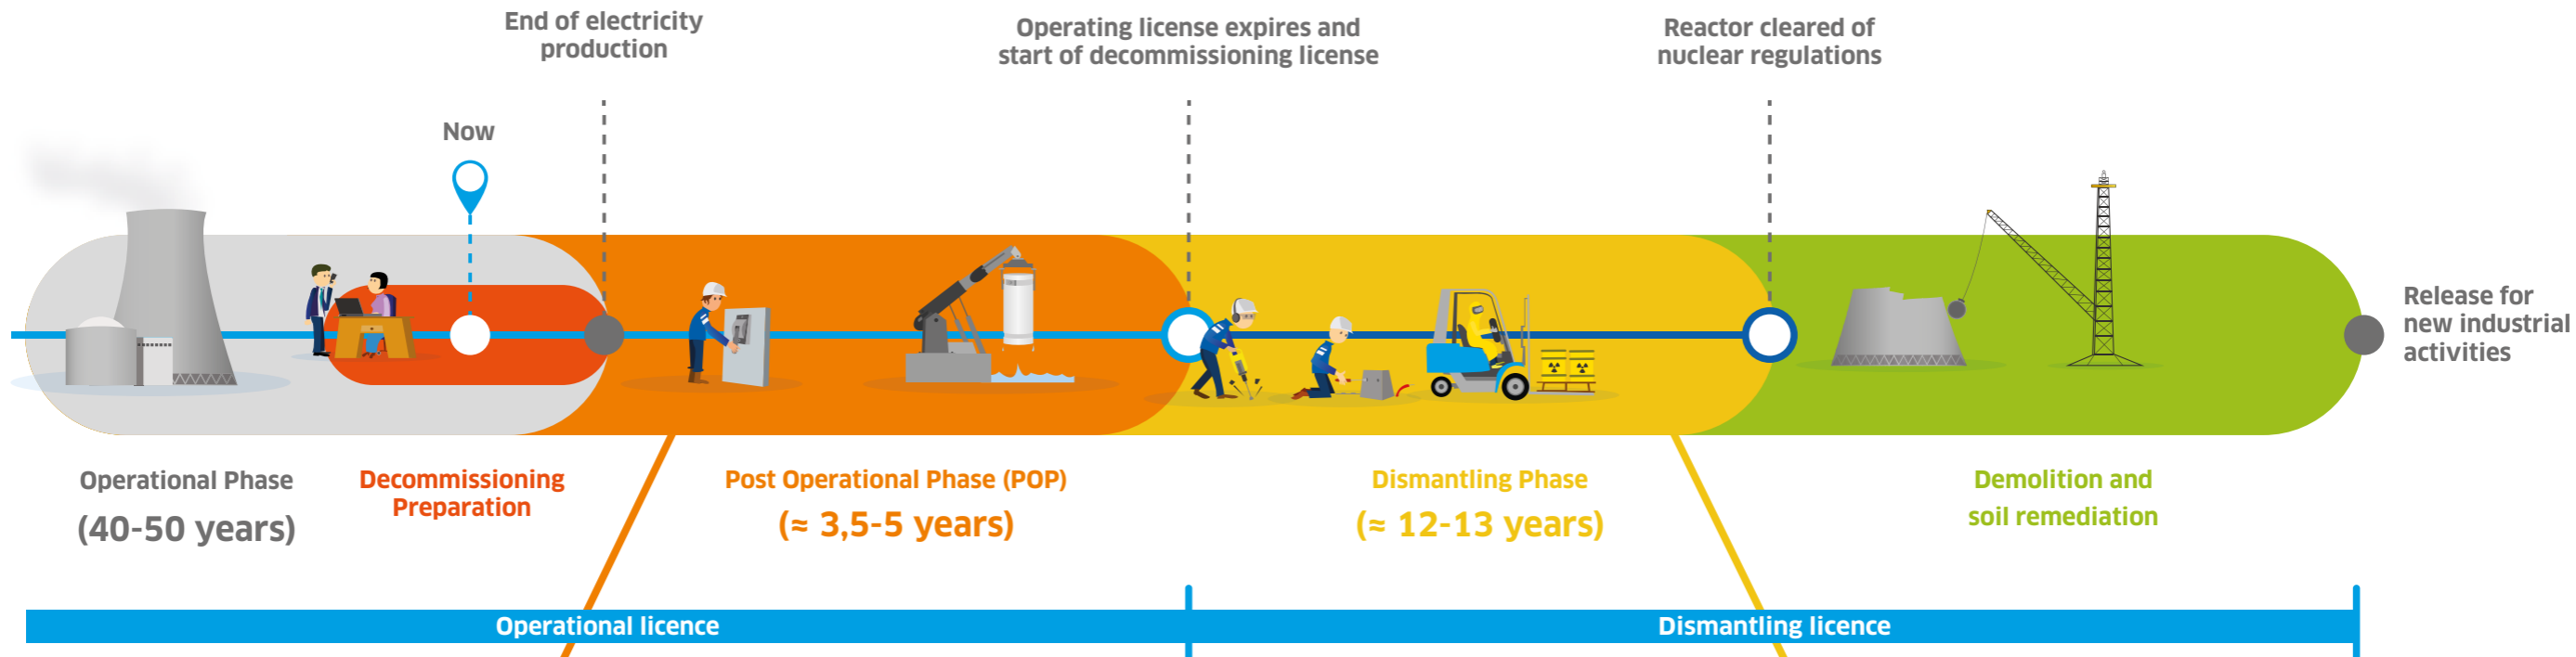 End of electricity
production
Operating license expires and
start of decommissioning license
Reactor cleared of
nuclear regulations
Now
Release for
new industrial
activities
Operational Phase
(40-50 years)
Decommissioning
Preparation
Post Operational Phase (POP)
(≈ 3,5-5 years)
Dismantling Phase
(≈ 12-13 years)
Demolition and
soil remediation
Operational licence
Dismantling licence